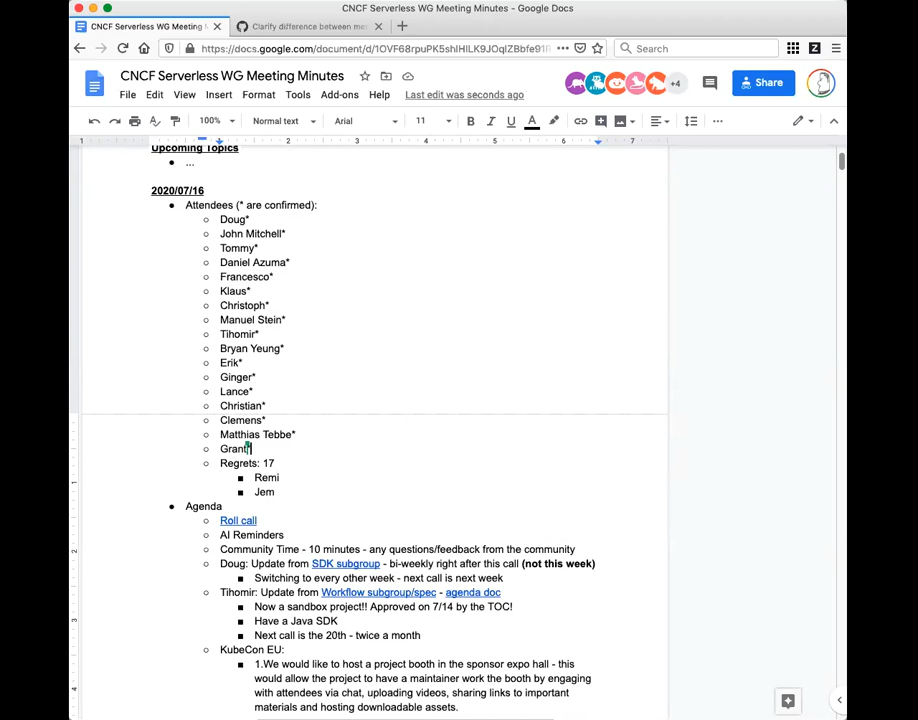 CNCF Serverless WG Meeting Minutes - Google Docs
CNCF Serverless WG Meeting
Clarify difference between me
https://docs.google.com/document/d/1OVF68rpuPK5shIHILK9JOqlZBbfe91R
Search
CNCF Serverless WG Meeting Minutes
File Edit View Insert Format Tools Add-ons Help Last edit was seconds ago
+4
Share
100% Normal text Arial 11 B I U A
1 1 2 3 4 5 6 7
Upcoming Topics
...
2020/07/16
Attendees (* are confirmed):
Doug*
John Mitchell*
Tommy*
Daniel Azuma*
Francesco*
Klaus*
Christoph*
Manuel Stein*
Tihomir*
Bryan Yeung*
Erik*
Ginger*
Lance*
Christian*
Clemens*
Matthias Tebbe*
Grant*
Regrets: 17
Remi
Jem
Agenda
Roll call
AI Reminders
Community Time - 10 minutes - any questions/feedback from the community
Doug: Update from SDK subgroup - bi-weekly right after this call (not this week)
Switching to every other week - next call is next week
Tihomir: Update from Workflow subgroup/spec - agenda doc
Now a sandbox project!! Approved on 7/14 by the TOC!
Have a Java SDK
Next call is the 20th - twice a month
KubeCon EU:
1.We would like to host a project booth in the sponsor expo hall - this
would allow the project to have a maintainer work the booth by engaging
with attendees via chat, uploading videos, sharing links to important
materials and hosting downloadable assets.